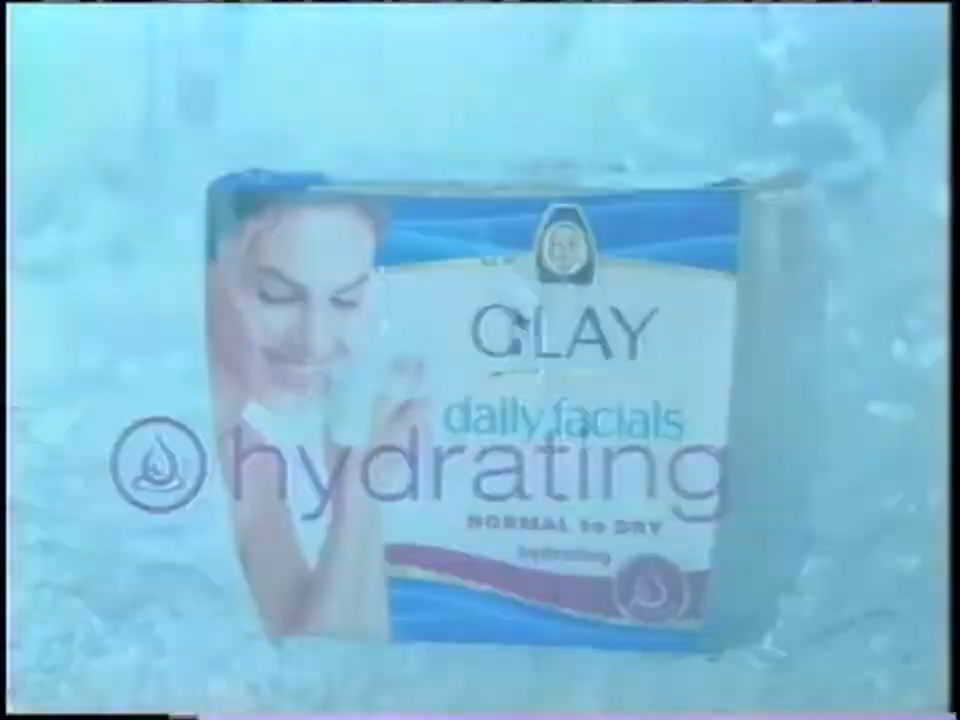 OLAY
daily facials
hydrating
NORMAL to DRY
hydrating